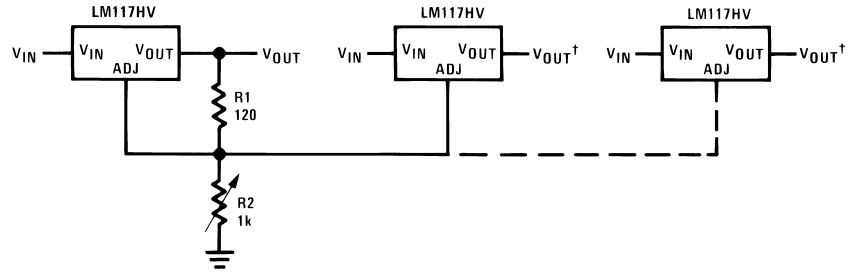 LM117HV
LM117HV
LM117HV
VIN
VIN
VOUT
VOUT
ADJ
VIN
VIN
VOUT
VOUT†
ADJ
VIN
VIN
VOUT
VOUT†
ADJ
R1
120
R2
1k